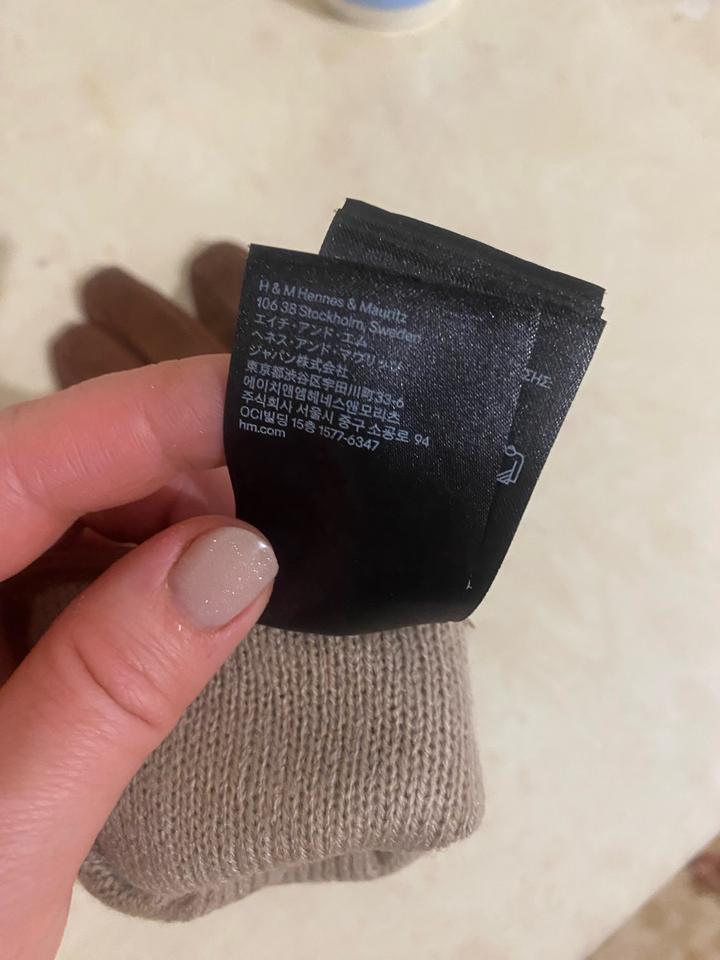 H & M Hennes & Mauritz
106 38 Stockholm, Sweden
エイチ・アンド・エム
ヘネス・アンド・マウリッツ
ジャパン株式会社
東京都渋谷区宇田川町33-6
에이치앤엠헤네스앤모리츠
주식회사 서울시 중구 소공로 94
OCI빌딩 15층 1577-6347
hm.com